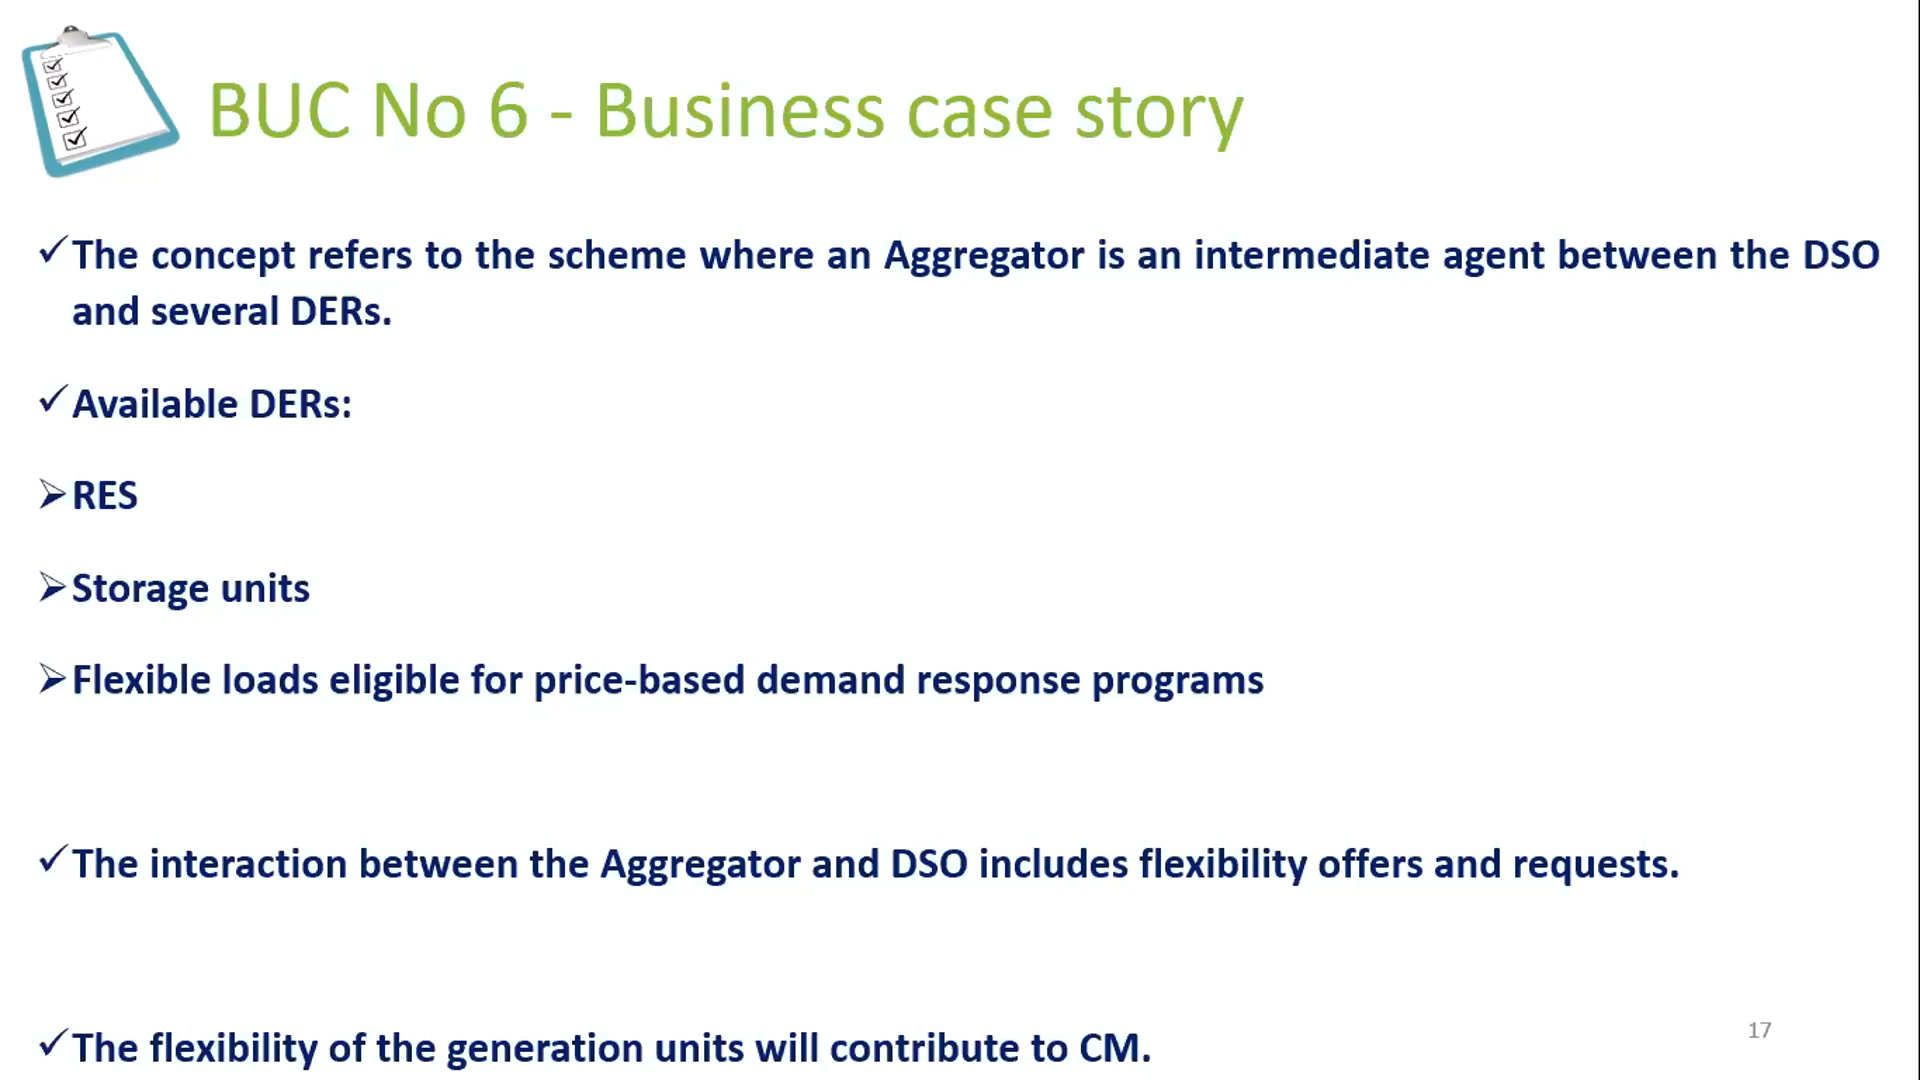 BUC No 6 - Business case story
The concept refers to the scheme where an Aggregator is an intermediate agent between the DSO
and several DERs.
Available DERs:
RES
Storage units
Flexible loads eligible for price-based demand response programs
The interaction between the Aggregator and DSO includes flexibility offers and requests.
The flexibility of the generation units will contribute to CM.
17